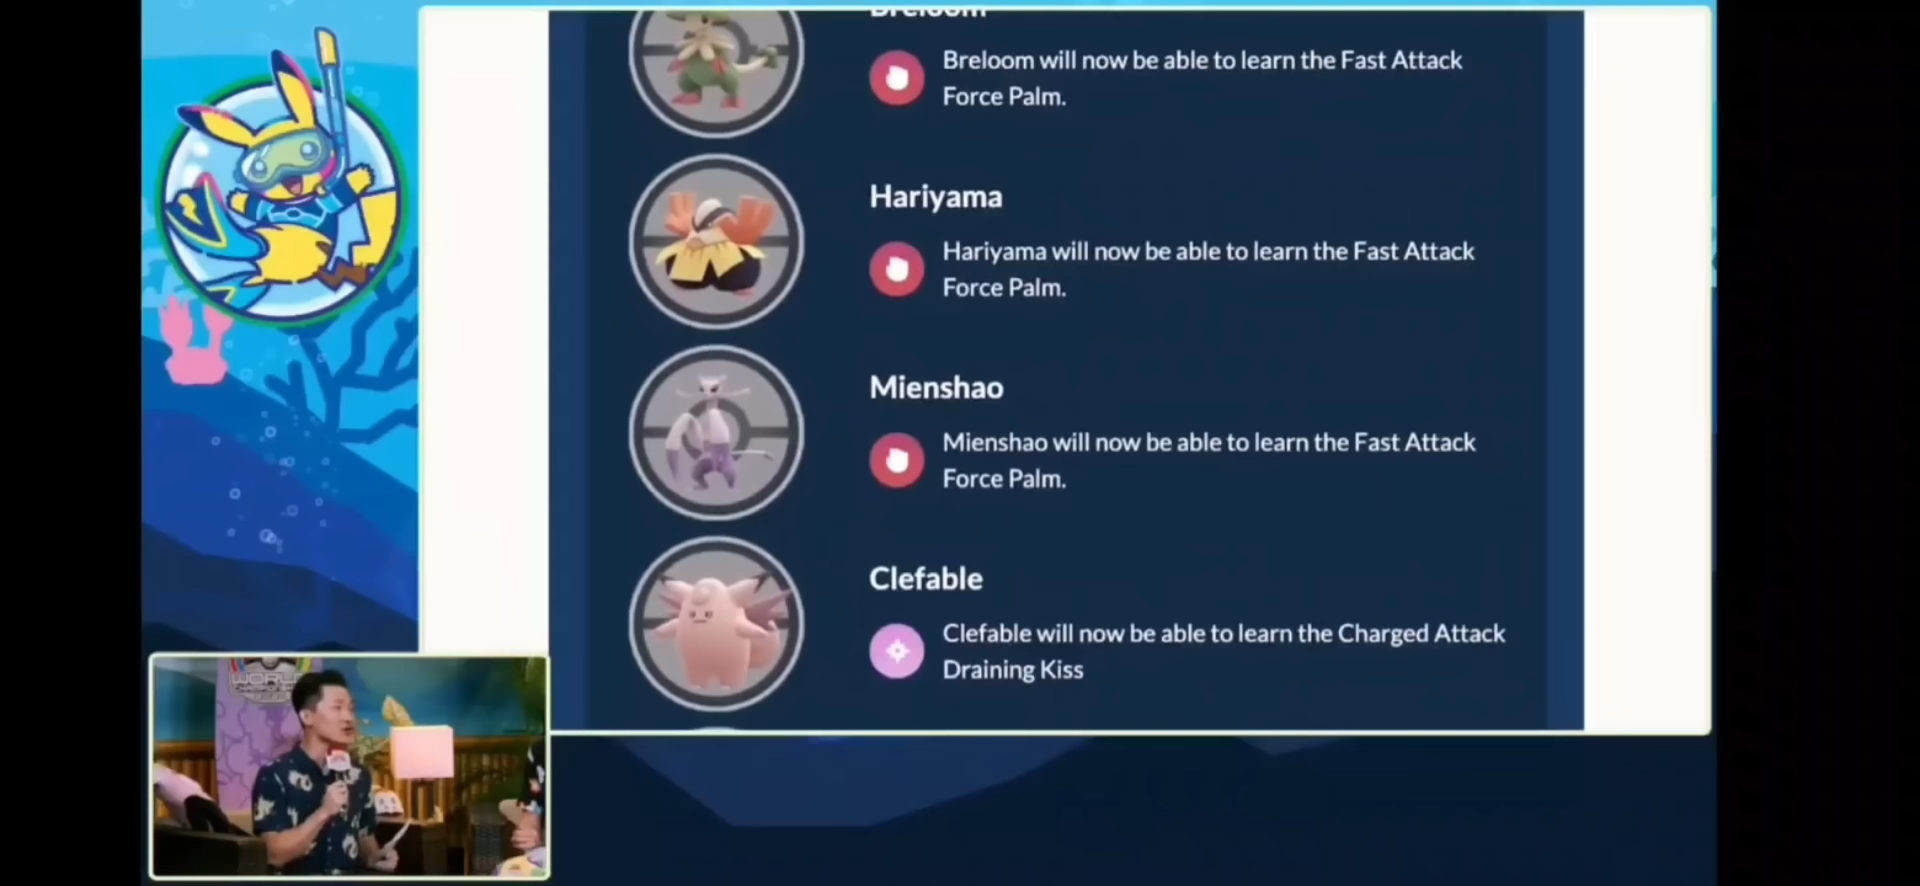 Breloom
Breloom will now be able to learn the Fast Attack
Force Palm.
Hariyama
Hariyama will now be able to learn the Fast Attack
Force Palm.
Mienshao
Mienshao will now be able to learn the Fast Attack
Force Palm.
Clefable
Clefable will now be able to learn the Charged Attack
Draining Kiss